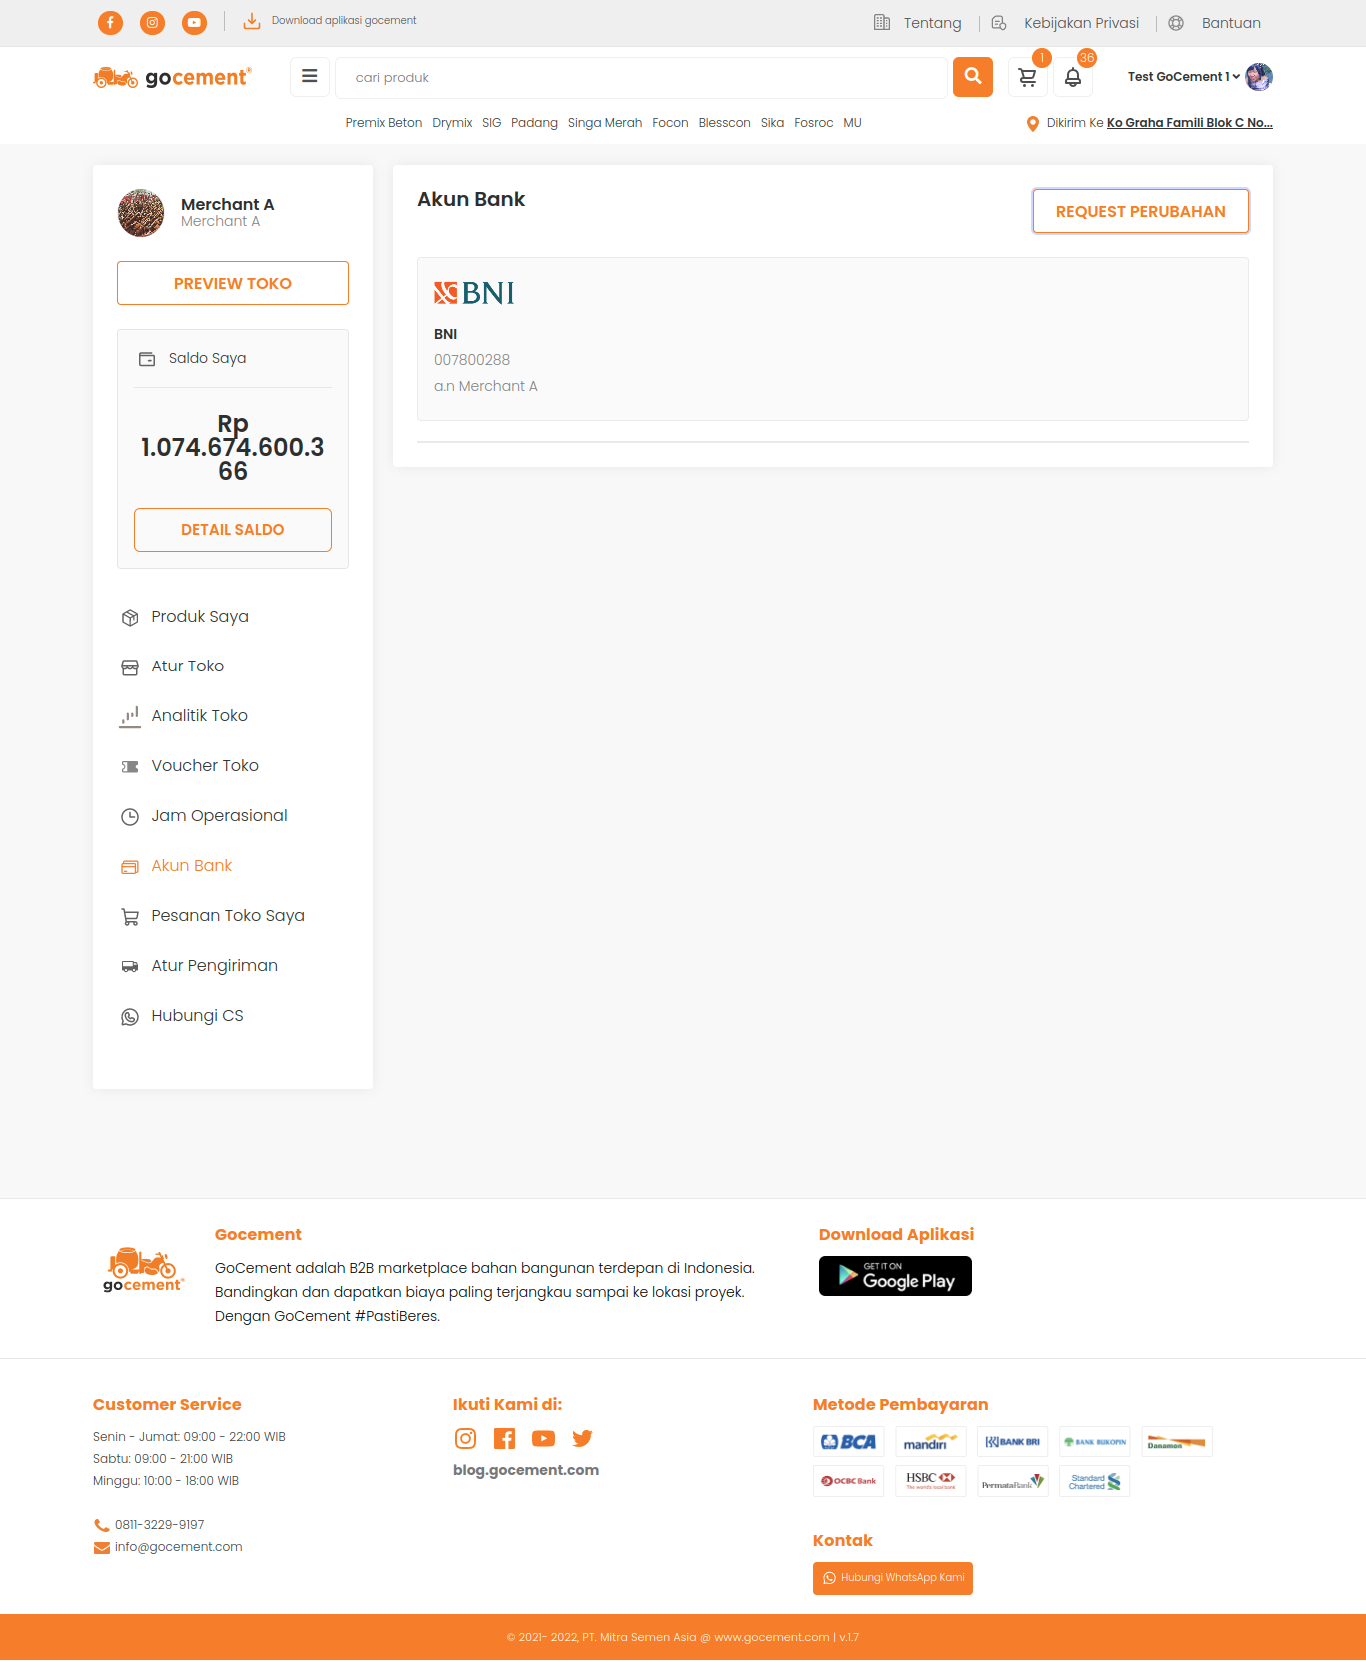 Download aplikasi gocement
Tentang
Kebijakan Privasi
Bantuan
gocement
cari produk
1
36
Test GoCement 1
Premix Beton Drymix SIG Padang Singa Merah Focon Blesscon Sika Fosroc MU
Dikirim Ke Ko Graha Famili Blok C No...
Merchant A
Merchant A
PREVIEW TOKO
Saldo Saya
Rp
1.074.674.600.3
66
DETAIL SALDO
Produk Saya
Atur Toko
Analitik Toko
Voucher Toko
Jam Operasional
Akun Bank
Pesanan Toko Saya
Atur Pengiriman
Hubungi CS
Akun Bank
REQUEST PERUBAHAN
BNI
BNI
007800288
a.n Merchant A
gocement
Gocement
GoCement adalah B2B marketplace bahan bangunan terdepan di Indonesia.
Bandingkan dan dapatkan biaya paling terjangkau sampai ke lokasi proyek.
Dengan GoCement #PastiBeres.
Download Aplikasi
GET IT ON
Google Play
Customer Service
Senin - Jumat: 09:00 - 22:00 WIB
Sabtu: 09:00 - 21:00 WIB
Minggu: 10:00 - 18:00 WIB
0811-3229-9197
info@gocement.com
Ikuti Kami di:
blog.gocement.com
Metode Pembayaran
BCA
mandiri
BANK BRI
BANK BUKOPIN
Danamon
OCBC Bank
HSBC
The world's local bank
PermataBank
Standard
Chartered
Kontak
Hubungi WhatsApp Kami
© 2021- 2022, PT. Mitra Semen Asia @ www.gocement.com | v.1.7